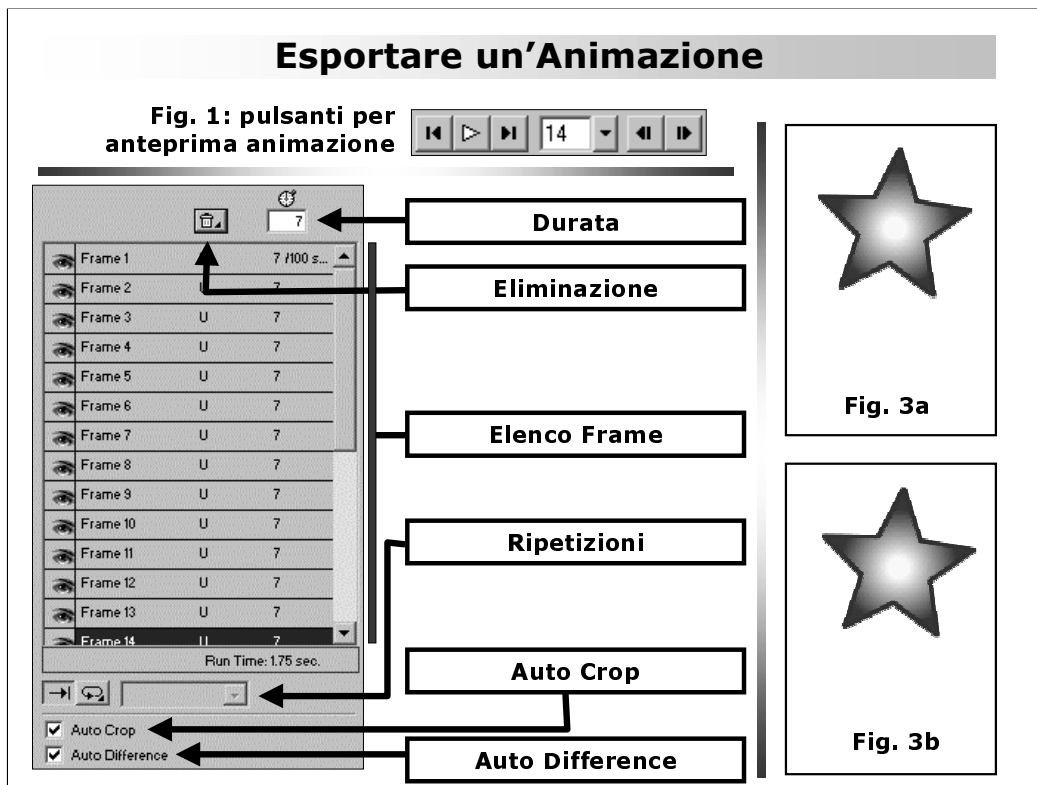 Esportare un'Animazione
Fig. 1: pulsanti per
anteprima animazione
14
7
Durata
Eliminazione
Frame 1 7 /100 s...
Frame 2 U 7
Frame 3 U 7
Frame 4 U 7
Frame 5 U 7
Frame 6 U 7
Frame 7 U 7
Frame 8 U 7
Frame 9 U 7
Frame 10 U 7
Frame 11 U 7
Frame 12 U 7
Frame 13 U 7
Frame 14 U 7
Run Time: 1.75 sec.
Elenco Frame
Ripetizioni
Auto Crop
Auto Difference
Auto Crop
Auto Difference
Fig. 3a
Fig. 3b